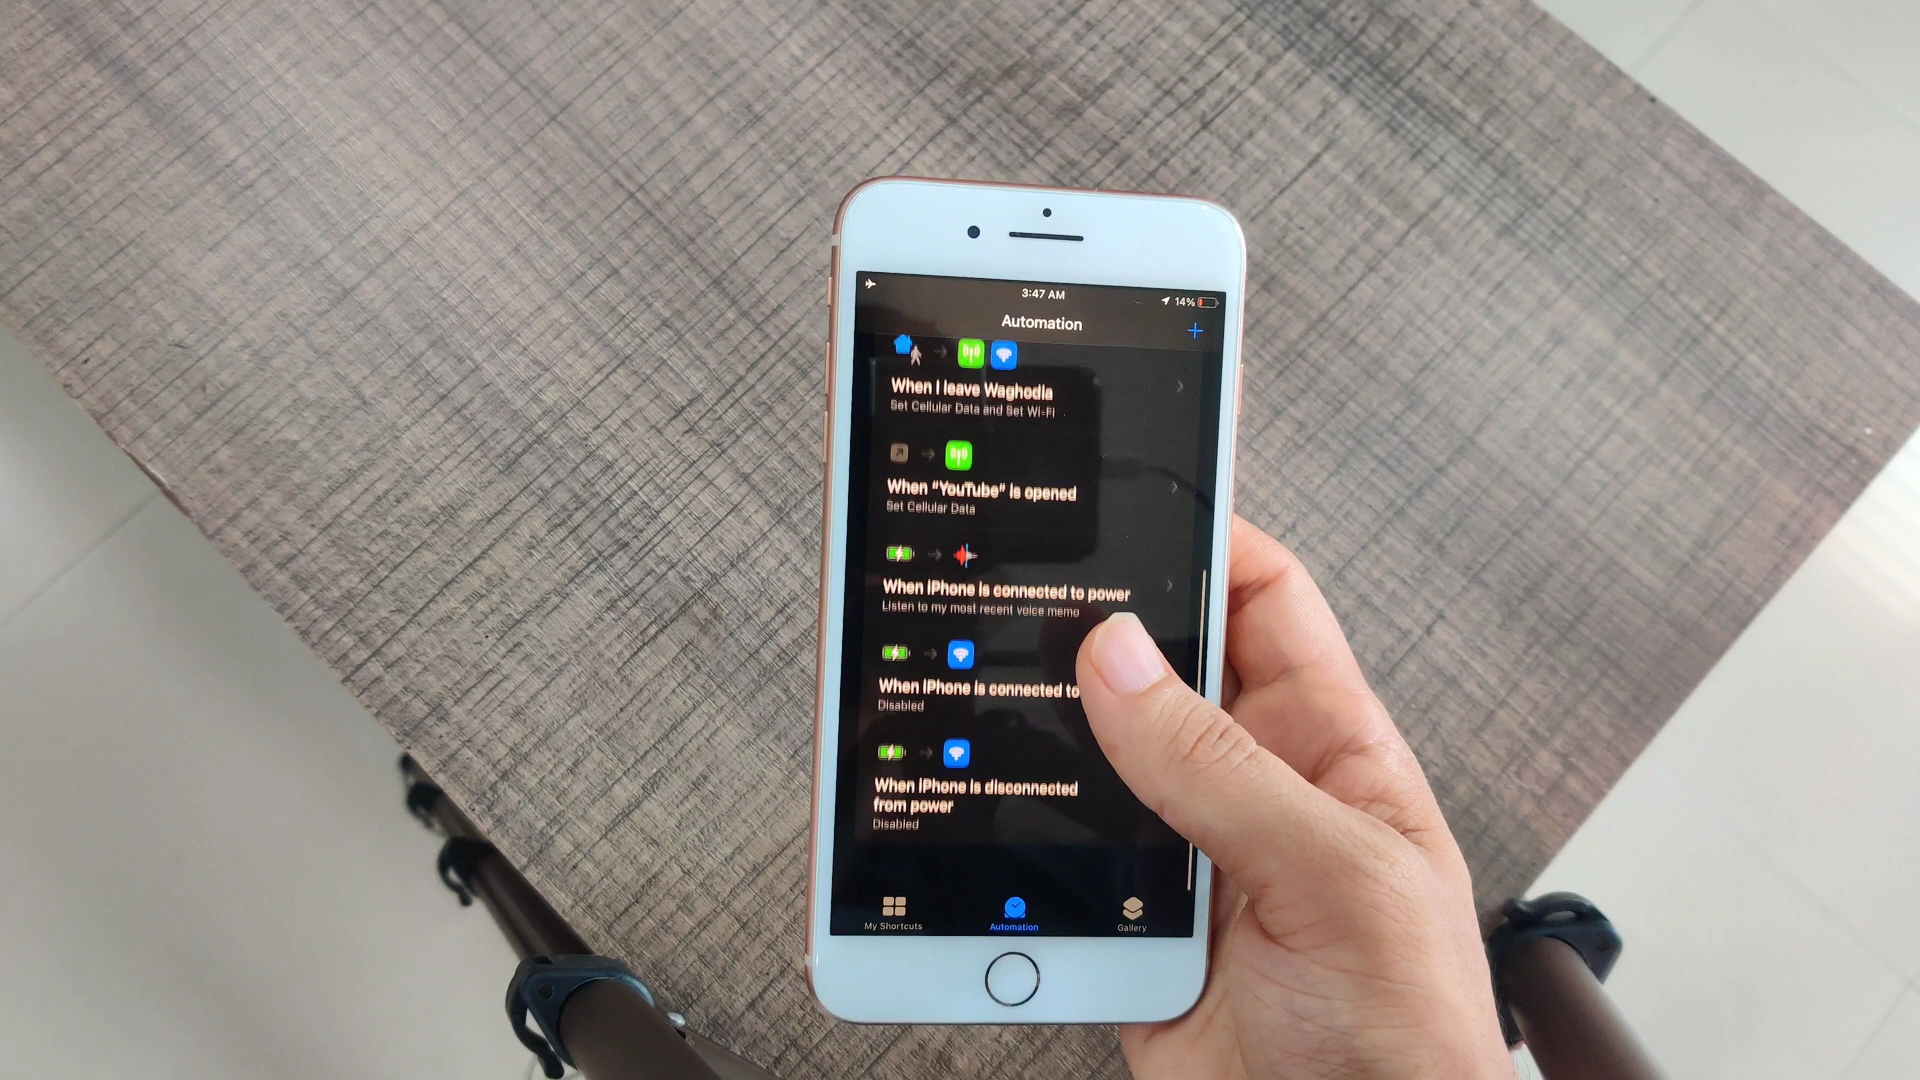 3:47 AM
14%
Automation
When I leave Waghodia
Set Cellular Data and Set Wi-Fi
When “YouTube” is opened
Set Cellular Data
When iPhone is connected to power
Listen to my most recent voice memo
When iPhone is connected to
Disabled
When iPhone is disconnected
from power
Disabled
My Shortcuts
Automation
Gallery